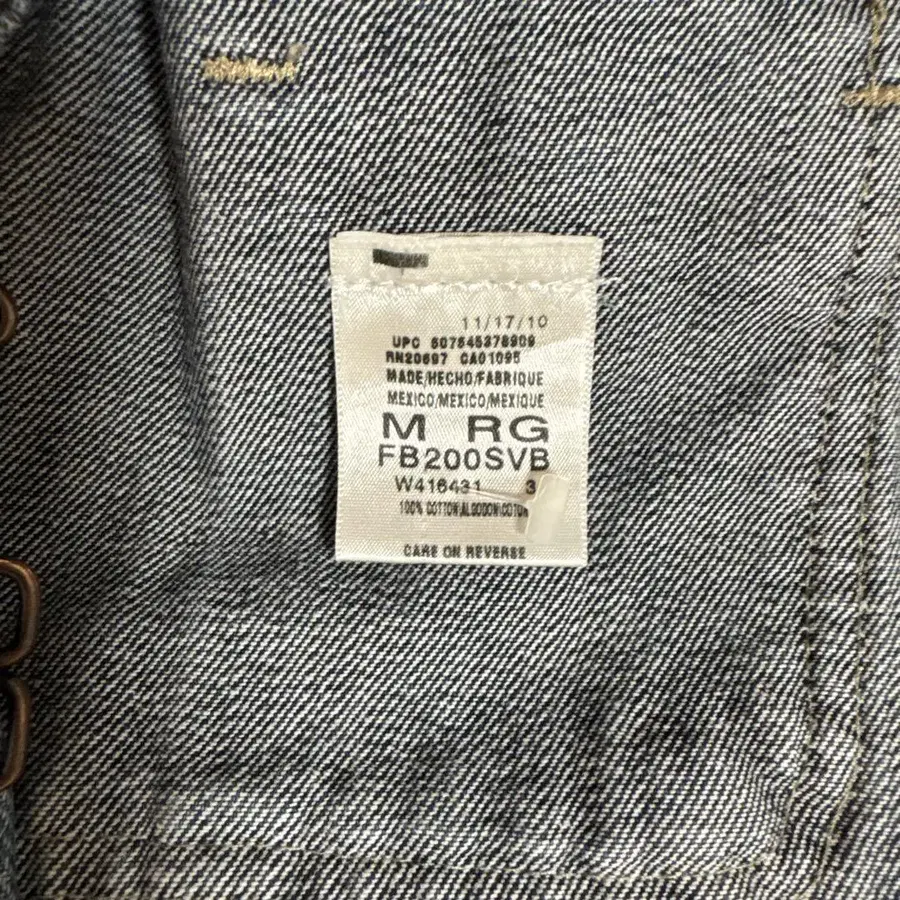 11/17/10
UPC 607645378909
RN20697 CA01095
MADE/HECHO/FABRIQUE
MEXICO/MEXICO/MEXIQUE
M RG
FB200SVB
W416431 3
100% COTTON/ALGODON/COTON
CARE ON REVERSE